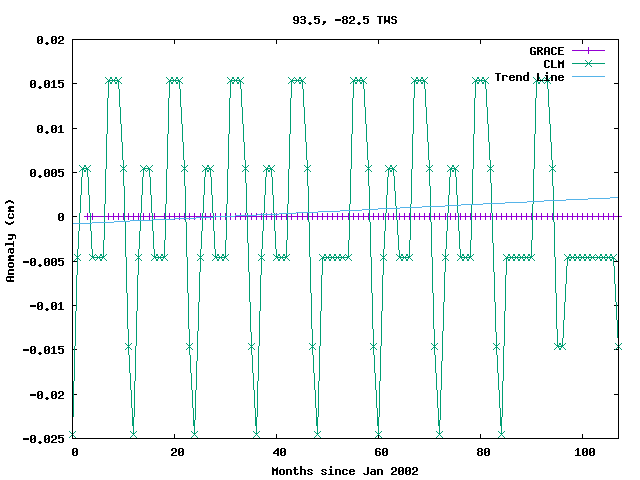 93.5, -82.5 TWS
GRACE
CLM
Trend Line
0.02
0.015
0.01
0.005
0
-0.005
-0.01
-0.015
-0.02
-0.025
Anomaly (cm)
0 20 40 60 80 100
Months since Jan 2002